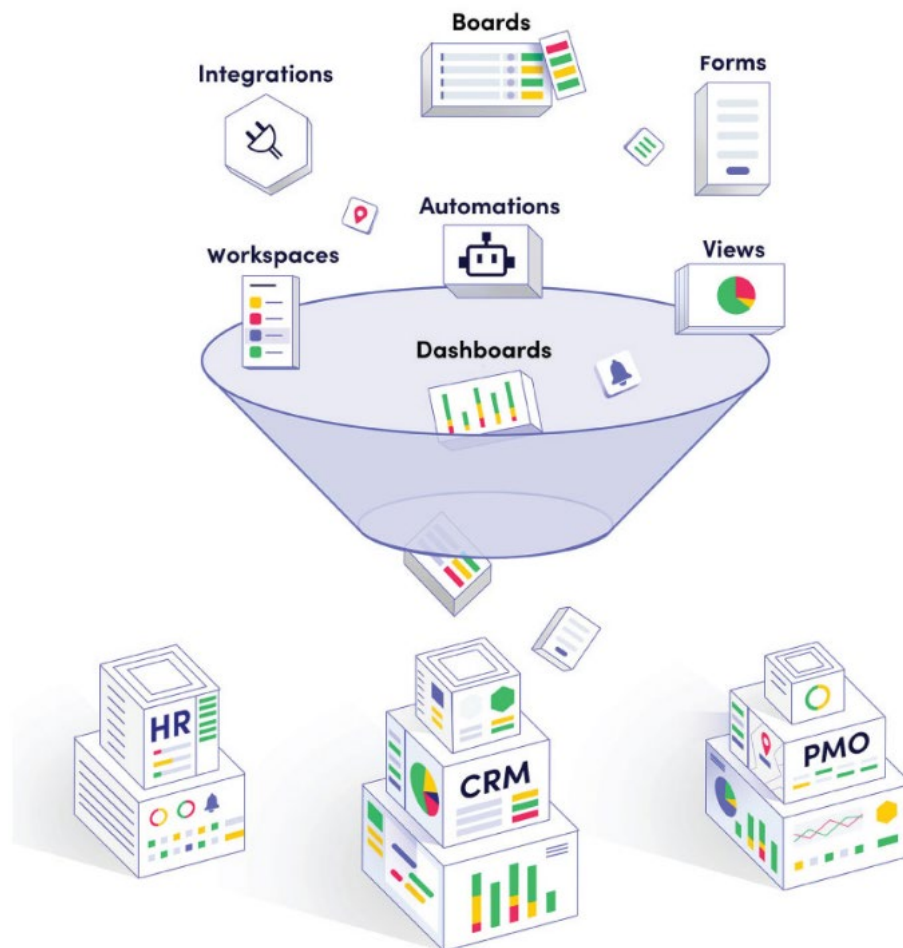 Boards
Integrations
Forms
Automations
Workspaces
Views
Dashboards
HR
CRM
PMO